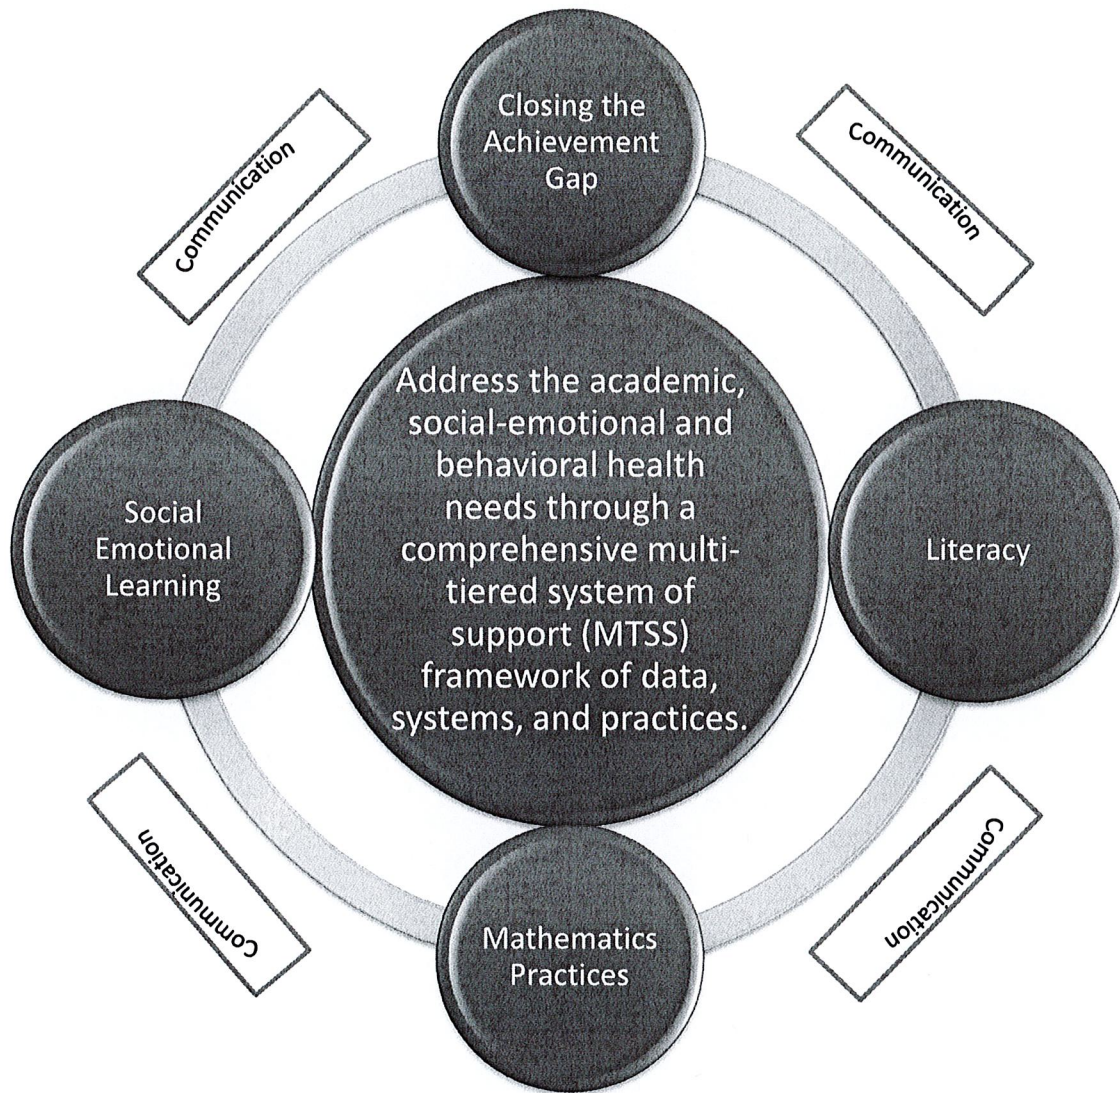 Closing the
Achievement
Gap
Communication
Communication
Address the academic,
social-emotional and
behavioral health
needs through a
comprehensive multi-
tiered system of
support (MTSS)
framework of data,
systems, and practices.
Social
Emotional
Learning
Literacy
Communication
Communication
Mathematics
Practices